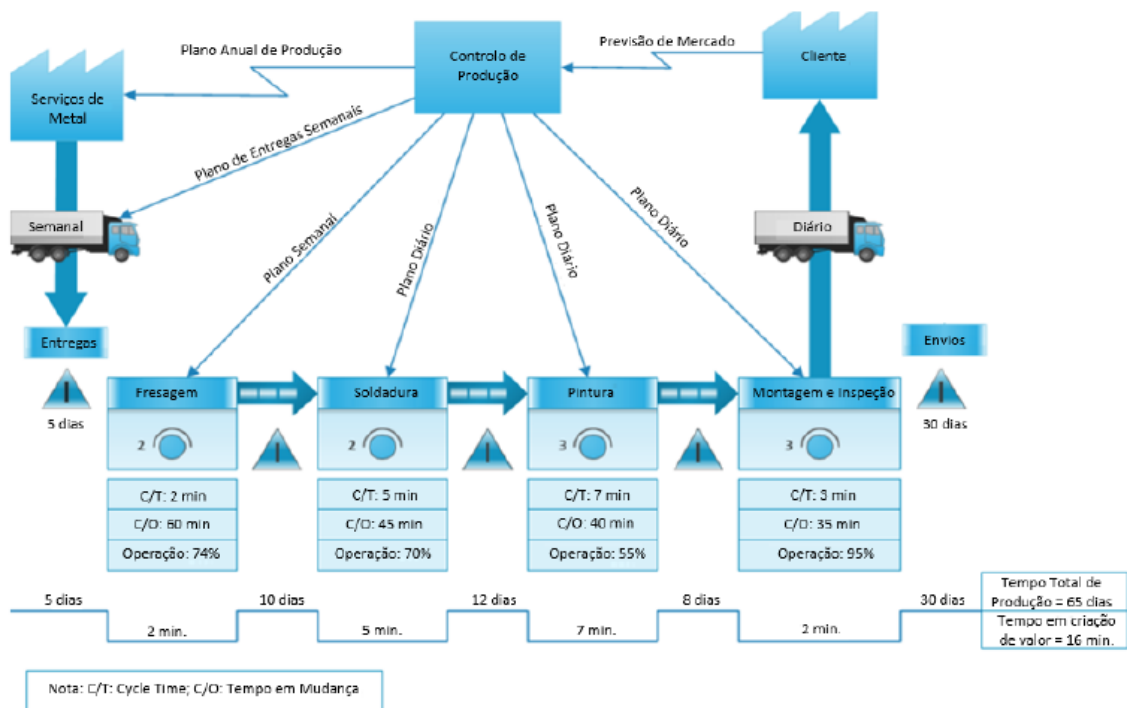 Plano Anual de Produção
Controlo de
Produção
Previsão de Mercado
Cliente
Serviços de
Metal
Plano de Entregas Semanais
Semanal
Plano Semanal
Plano Diário
Plano Diário
Plano Diário
Diário
Entregas
Envios
5 dias
30 dias
Fresagem
Soldadura
Pintura
Montagem e Inspeção
2
2
3
3
C/T: 2 min
C/O: 60 min
Operação: 74%
C/T: 5 min
C/O: 45 min
Operação: 70%
C/T: 7 min
C/O: 40 min
Operação: 55%
C/T: 3 min
C/O: 35 min
Operação: 95%
5 dias
10 dias
12 dias
8 dias
30 dias
2 min.
5 min.
7 min.
2 min.
Tempo Total de
Produção = 65 dias
Tempo em criação
de valor = 16 min.
Nota: C/T: Cycle Time; C/O: Tempo em Mudança